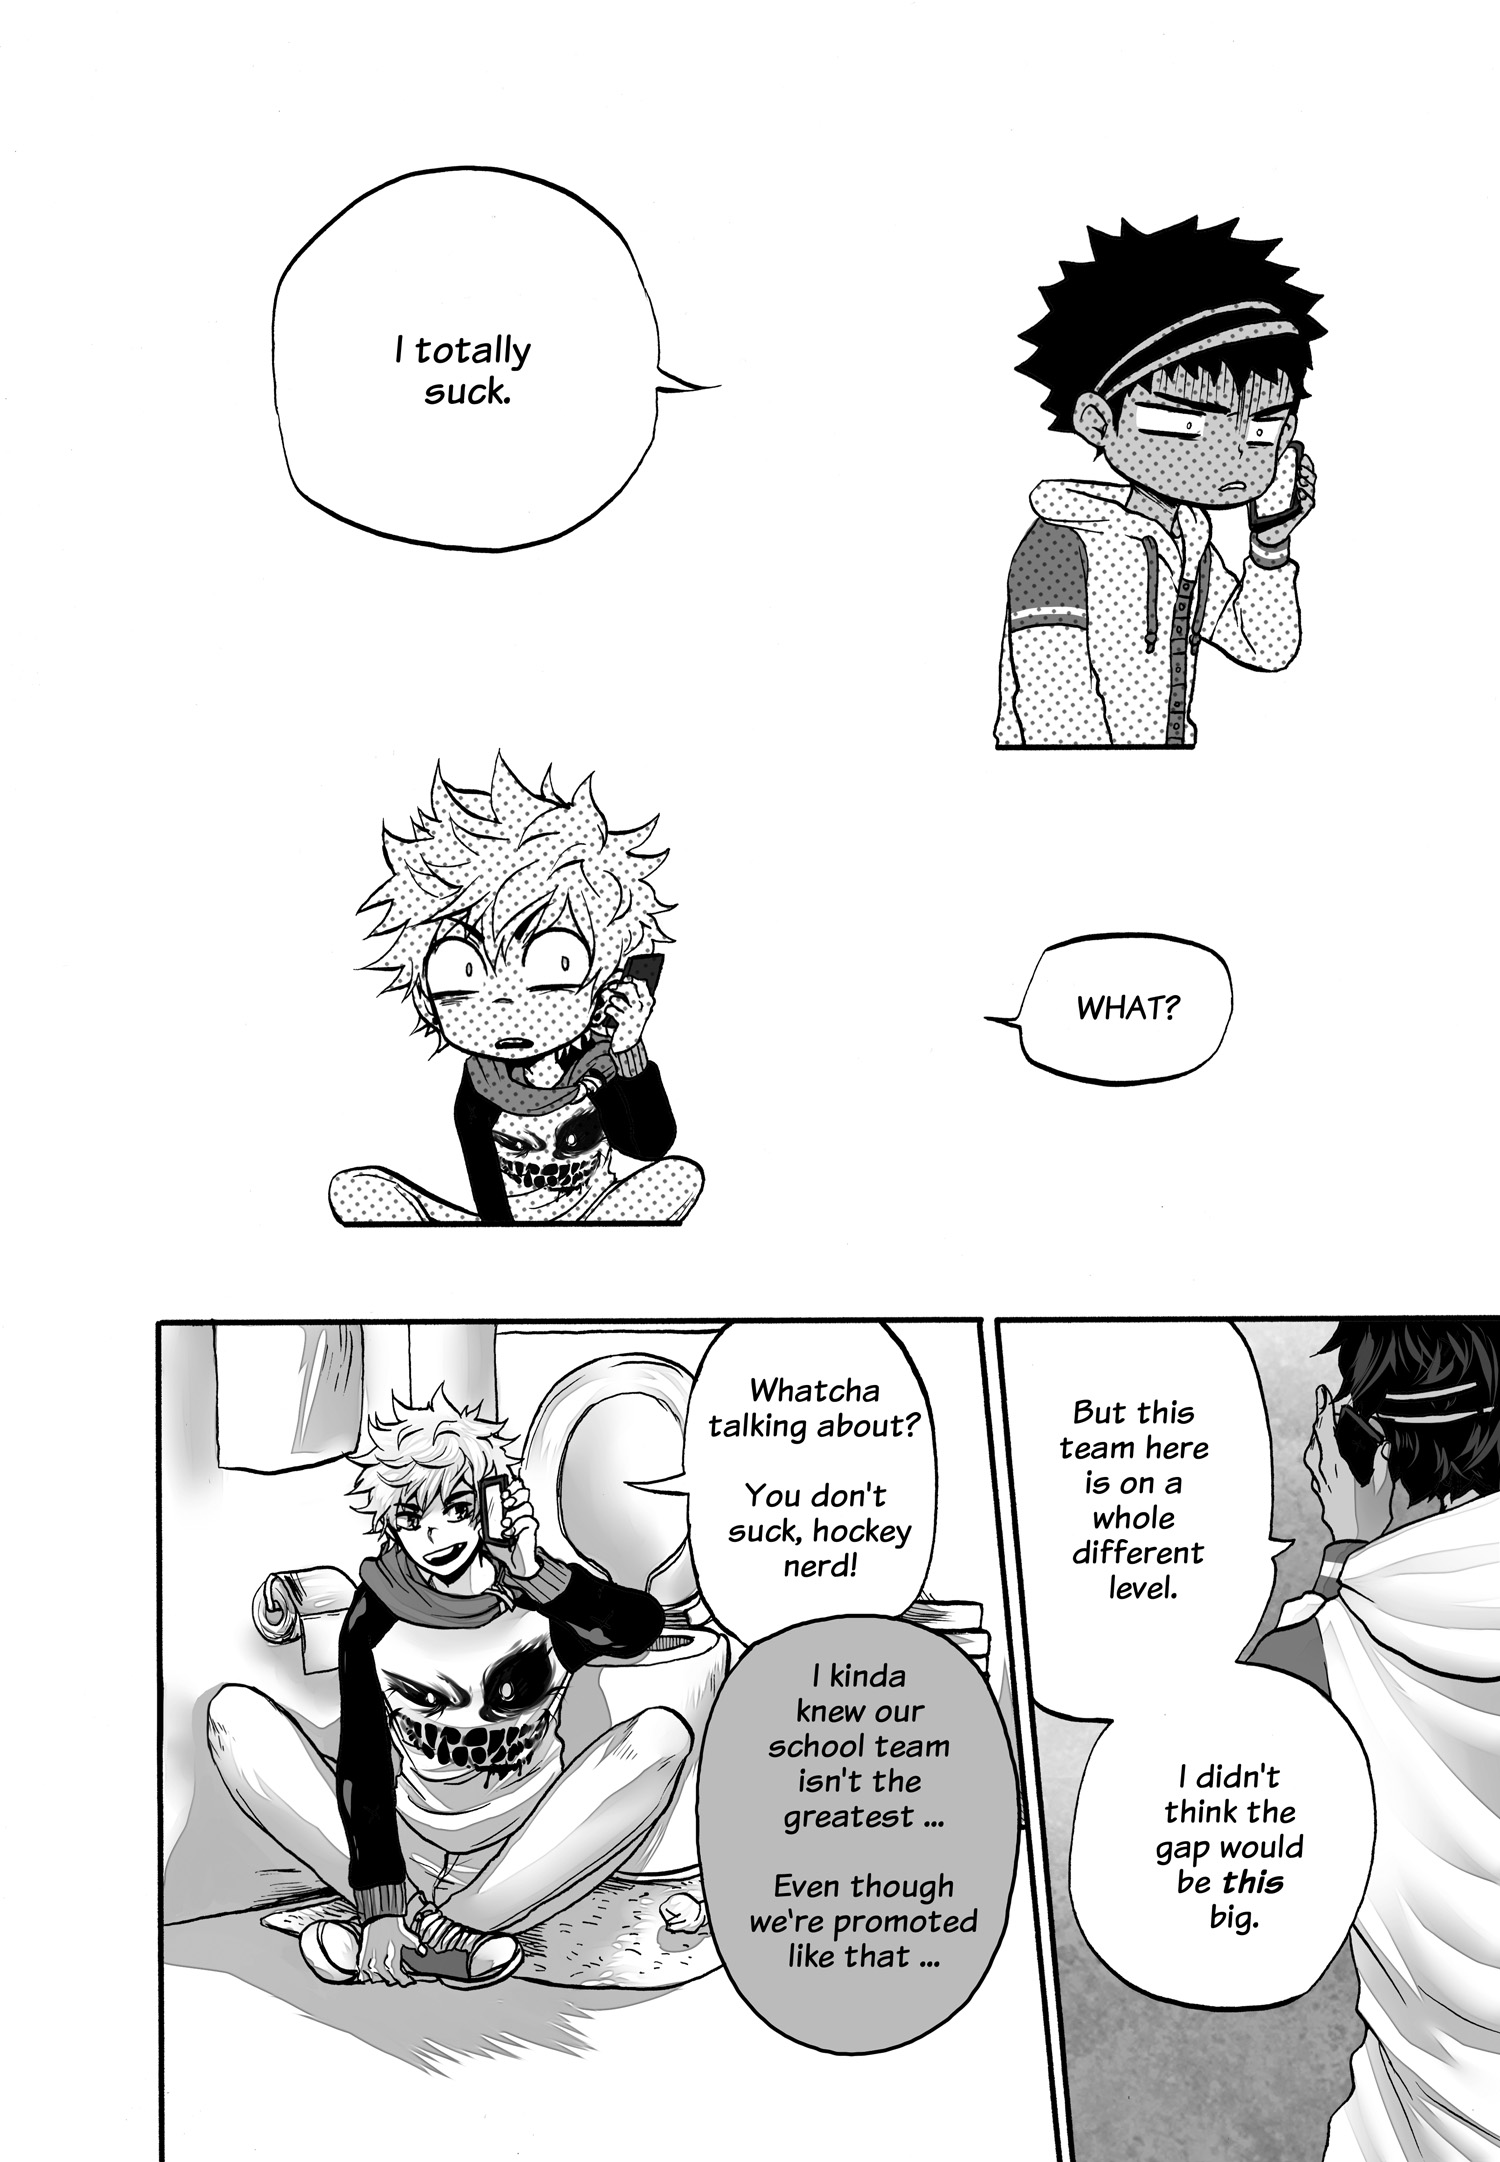 I totally
suck.
WHAT?
Whatcha
talking about?
You don't
suck, hockey
nerd!
I kinda
knew our
school team
isn't the
greatest ...
Even though
we're promoted
like that ...
But this
team here
is on a
whole
different
level.
I didn't
think the
gap would
be this
big.